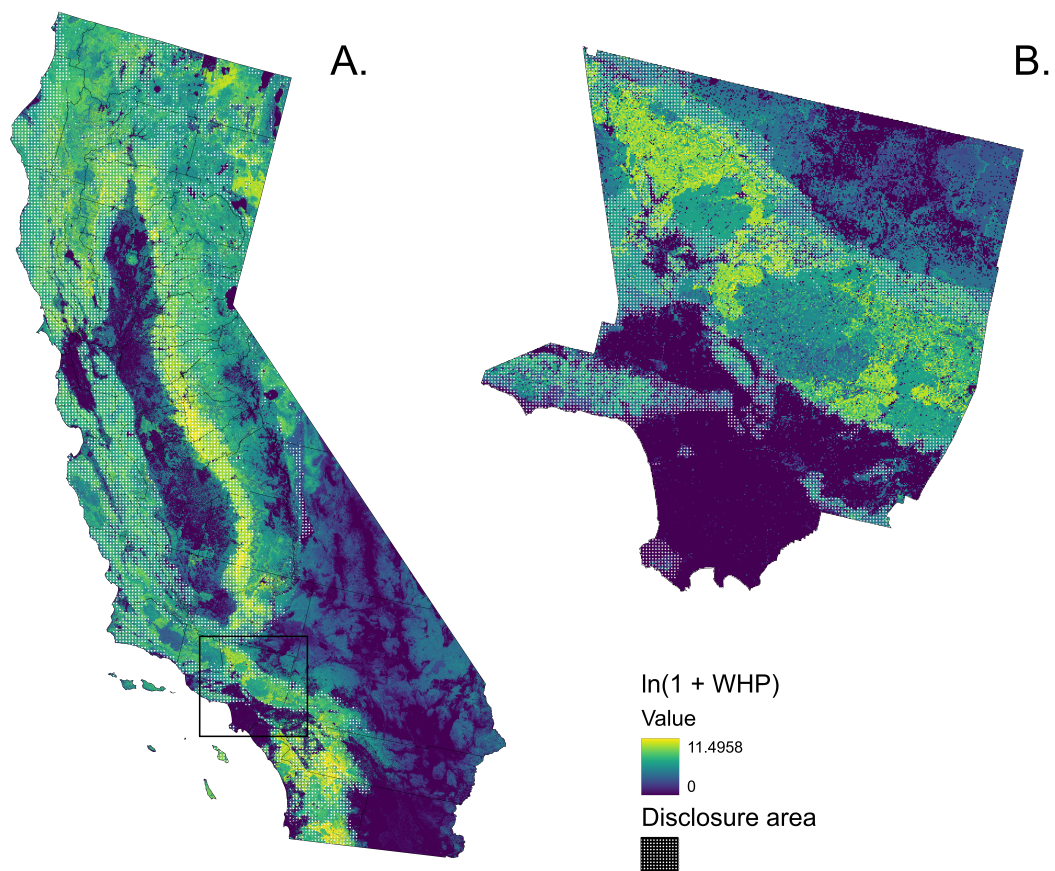 A.
B.
ln(1 + WHP)
Value
11.4958
0
Disclosure area